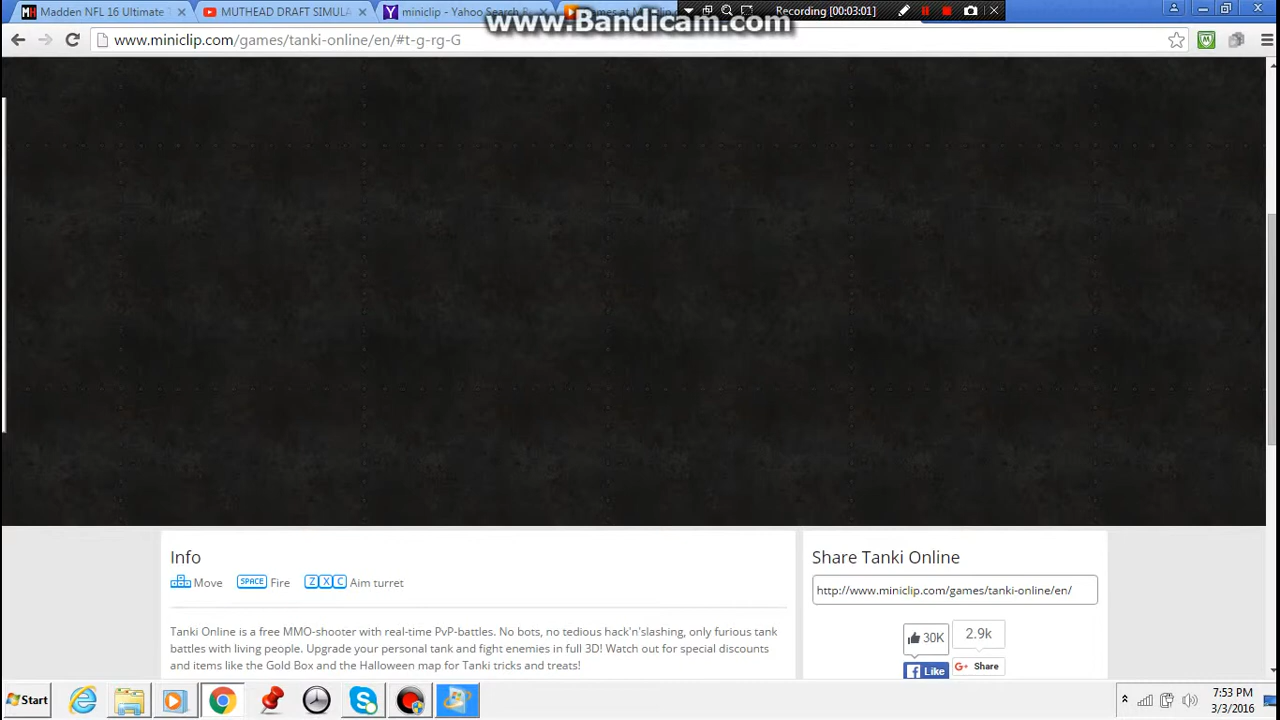 Madden NFL 16 Ultimate T
MUTHEAD DRAFT SIMULA
miniclip - Yahoo Search R
Games at M
Recording [00:03:01]
www.Bandicam.com
www.miniclip.com/games/tanki-online/en/#t-g-rg-G
Info
Move
SPACE Fire
Z X C Aim turret
Tanki Online is a free MMO-shooter with real-time PvP-battles. No bots, no tedious hack'n'slashing, only furious tank
battles with living people. Upgrade your personal tank and fight enemies in full 3D! Watch out for special discounts
and items like the Gold Box and the Halloween map for Tanki tricks and treats!
Share Tanki Online
http://www.miniclip.com/games/tanki-online/en/
30K
2.9k
Like
G+ Share
Start
7:53 PM
3/3/2016